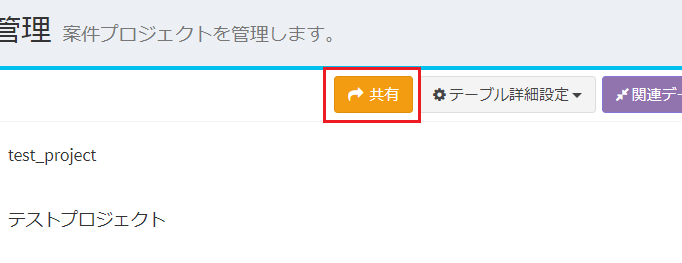 管理 案件プロジェクトを管理します。
共有 テーブル詳細設定 関連デー
test_project
テストプロジェクト